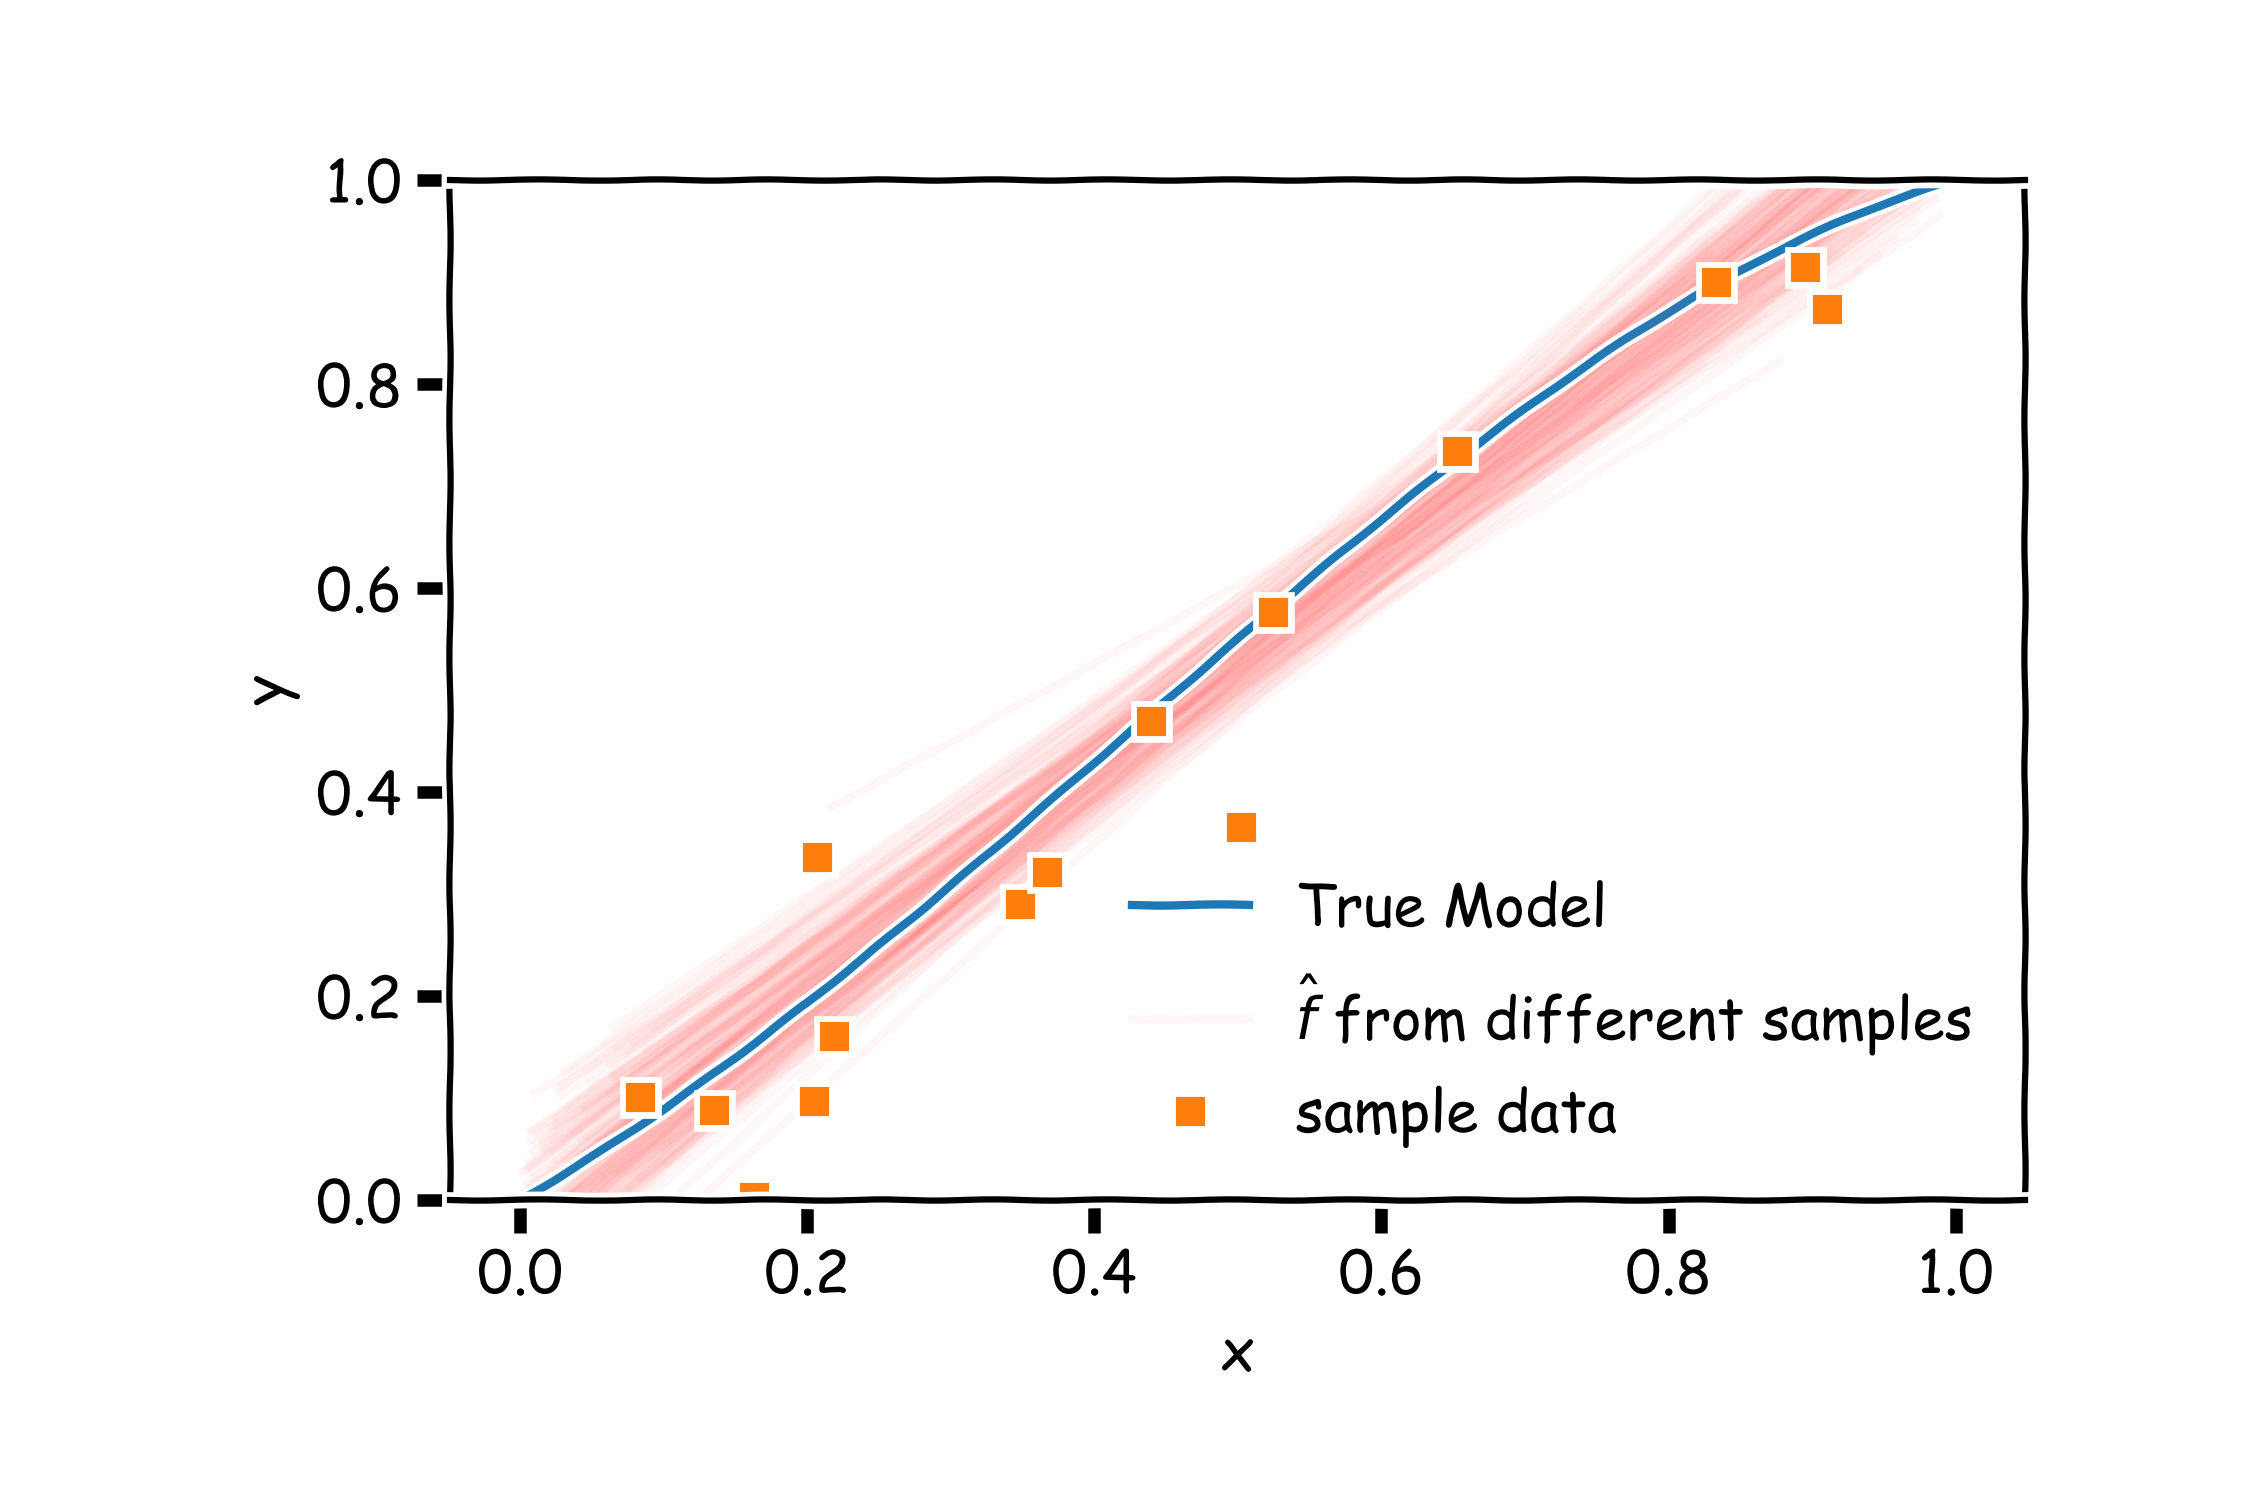 1.0
0.8
0.6
0.4
0.2
0.0
y
0.0 0.2 0.4 0.6 0.8 1.0
x
True Model
f̂ from different samples
sample data